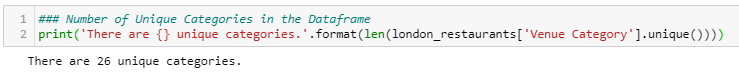 1 ### Number of Unique Categories in the Dataframe
2 print('There are {} unique categories.'.format(len(london_restaurants['Venue Category'].unique())))
There are 26 unique categories.